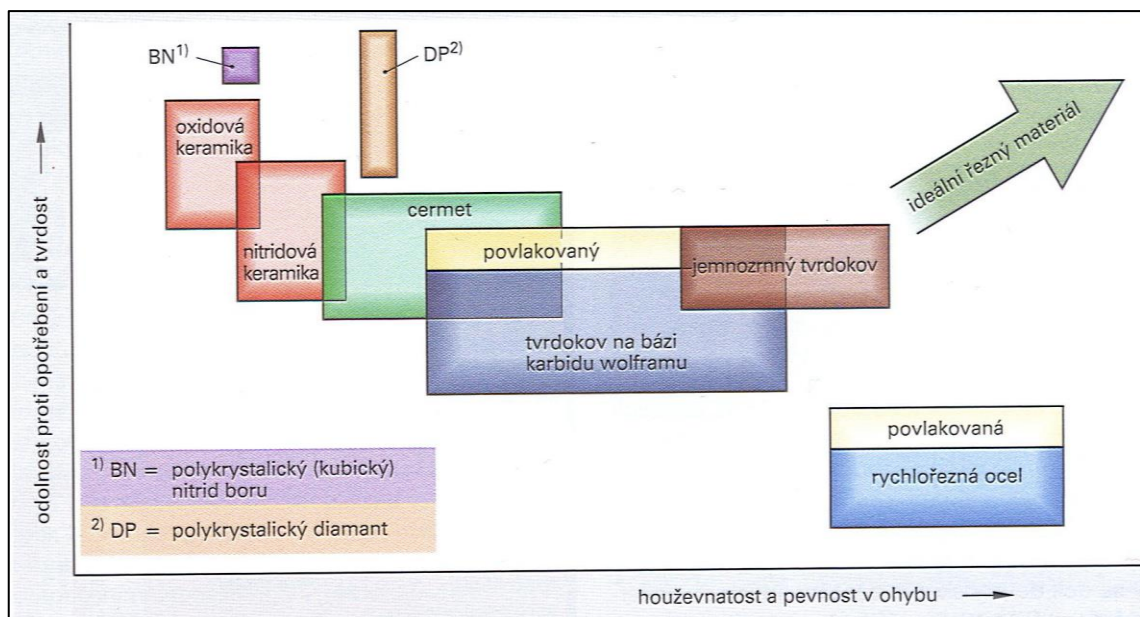 BN1)
DP2)
oxidová
keramika
nitridová
keramika
cermet
povlakovaný
jemnozrnný tvrdokov
tvrdokov na bázi
karbidu wolframu
ideální řezný materiál
povlakovaná
rychlořezná ocel
odolnost proti opotřebení a tvrdost
1) BN = polykrystalický (kubický)
nitrid boru
2) DP = polykrystalický diamant
houževnatost a pevnost v ohybu